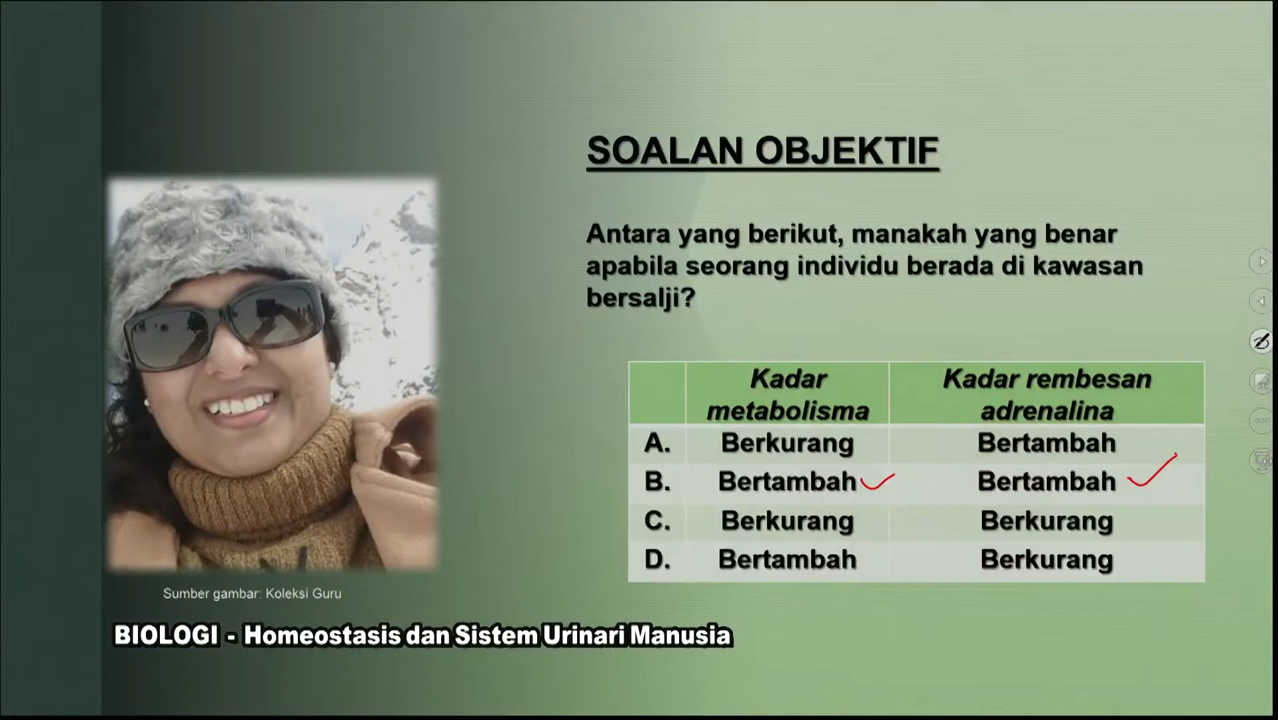 SOALAN OBJEKTIF
Antara yang berikut, manakah yang benar
apabila seorang individu berada di kawasan
bersalji?
Kadar metabolisma Kadar rembesan adrenalina
A. Berkurang Bertambah
B. Bertambah Bertambah
C. Berkurang Berkurang
D. Bertambah Berkurang
Sumber gambar: Koleksi Guru
BIOLOGI - Homeostasis dan Sistem Urinari Manusia